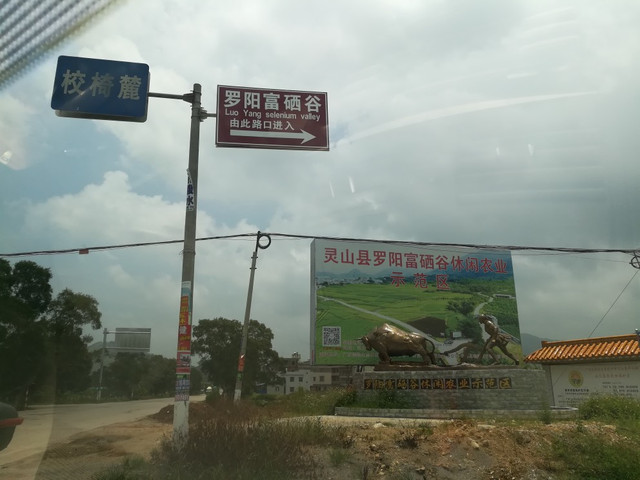 校椅麓
罗阳富硒谷
Luo Yang selenium valley
由此路口进入
灵山县罗阳富硒谷休闲农业
示范区